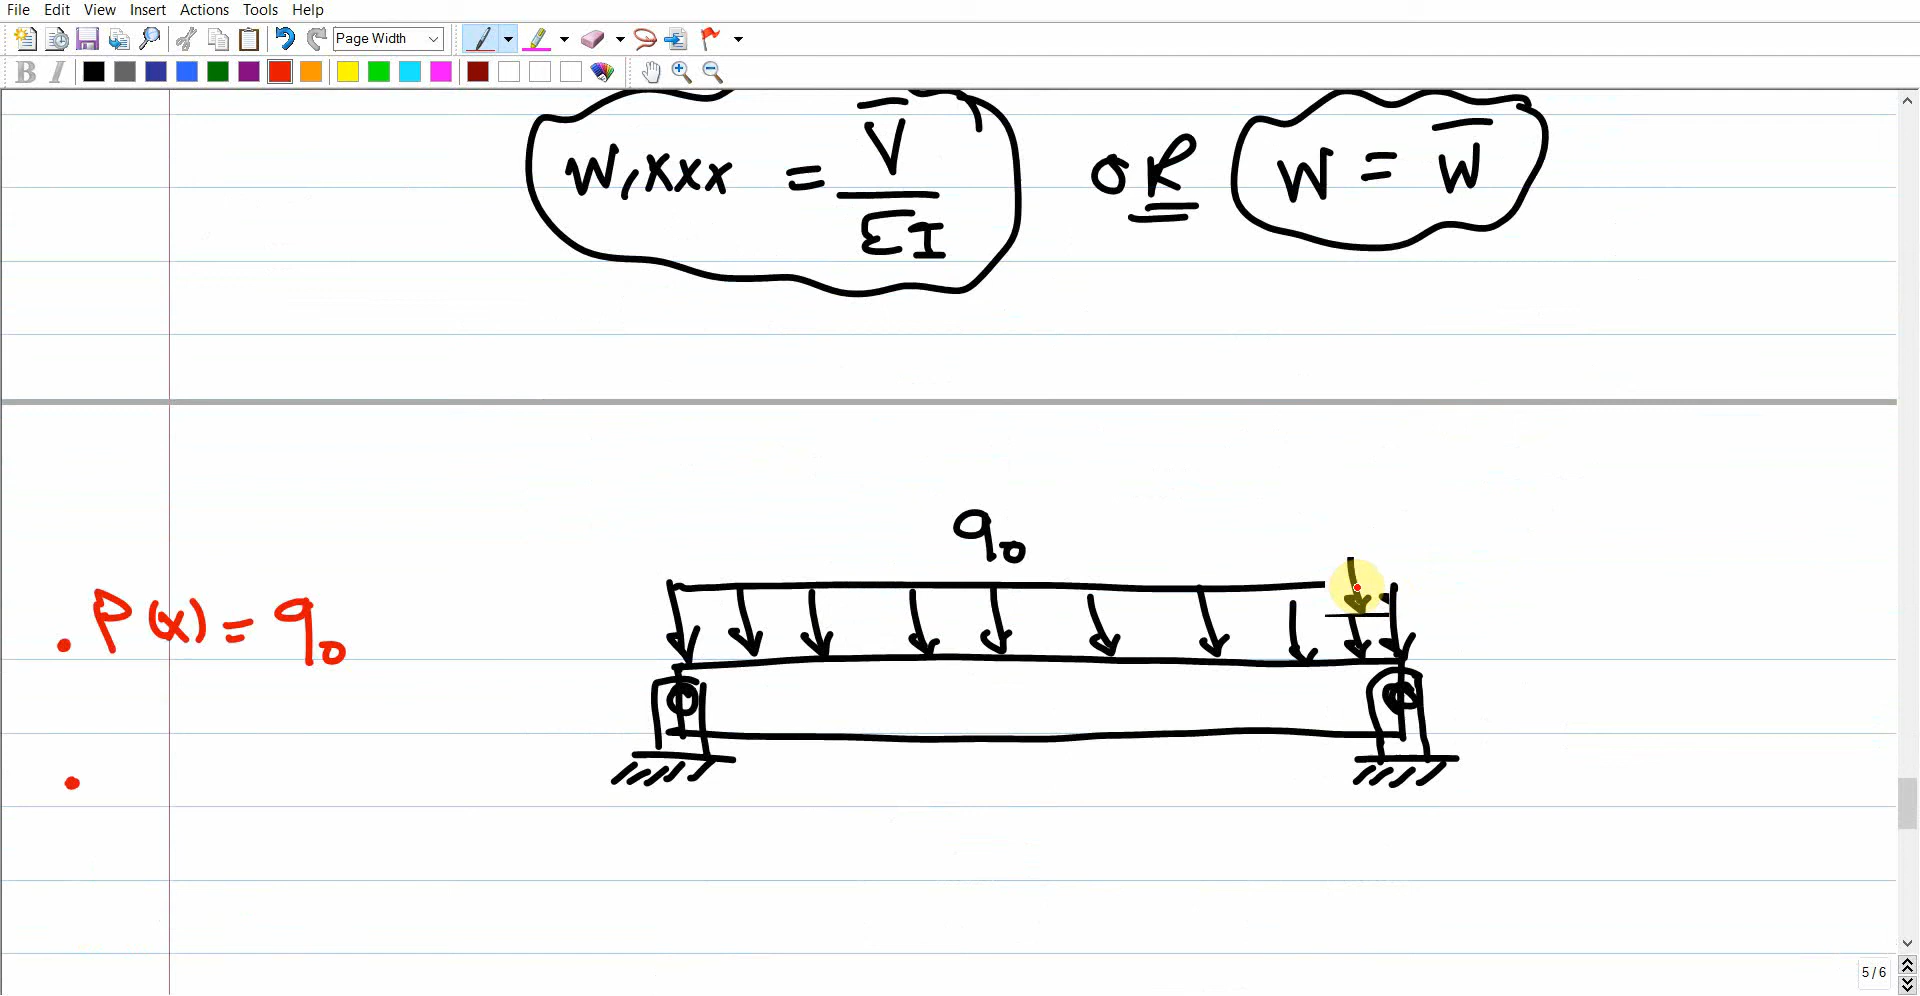 File Edit View Insert Actions Tools Help
Page Width
B I
w,xxx = V̅ / EI OR w = w̅
q₀
P(x) = q₀
5 / 6